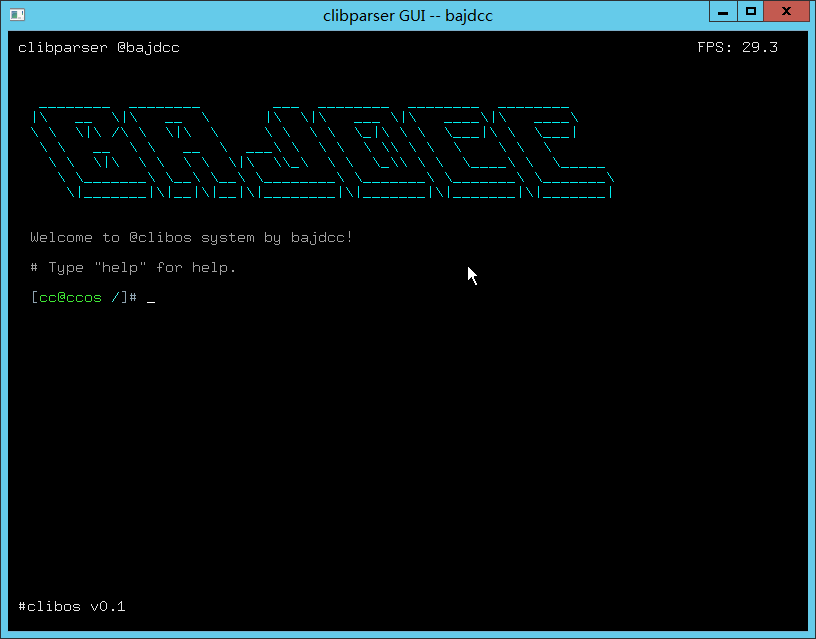 clibparser GUI -- bajdcc
clibparser @bajdcc
FPS: 29.3
BAJDCC
Welcome to @clibos system by bajdcc!
# Type "help" for help.
[cc@ccos /]# _
#clibos v0.1